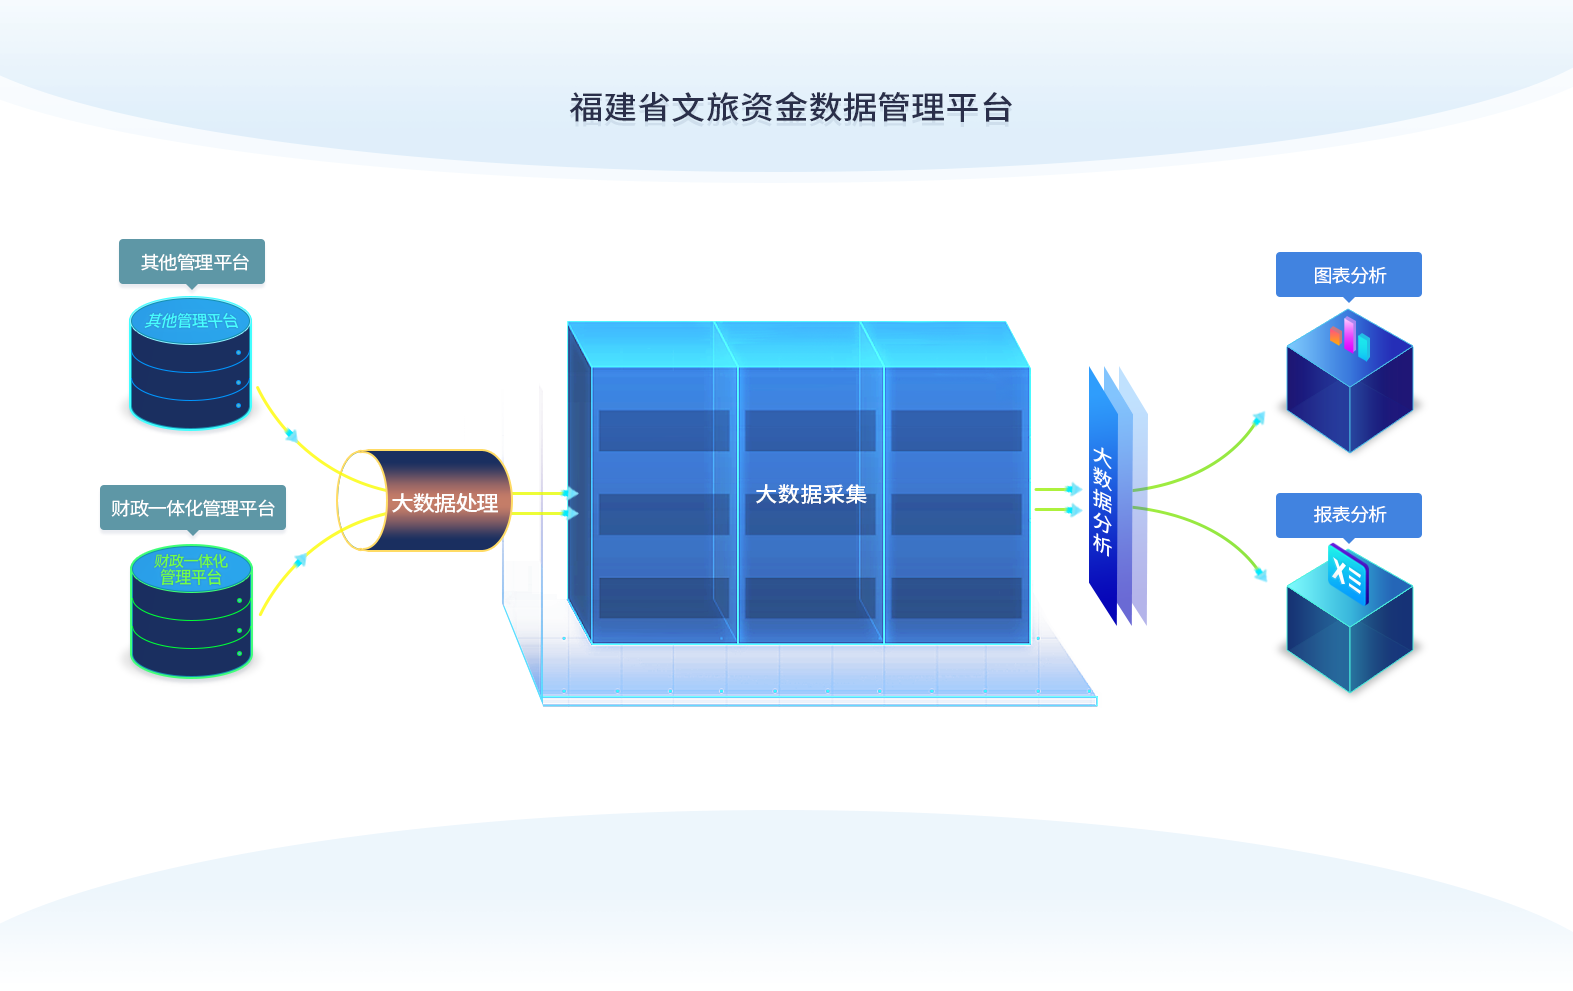 福建省文旅资金数据管理平台
其他管理平台
其他管理平台
财政一体化管理平台
财政一体化
管理平台
大数据处理
大数据采集
大数据分析
图表分析
报表分析